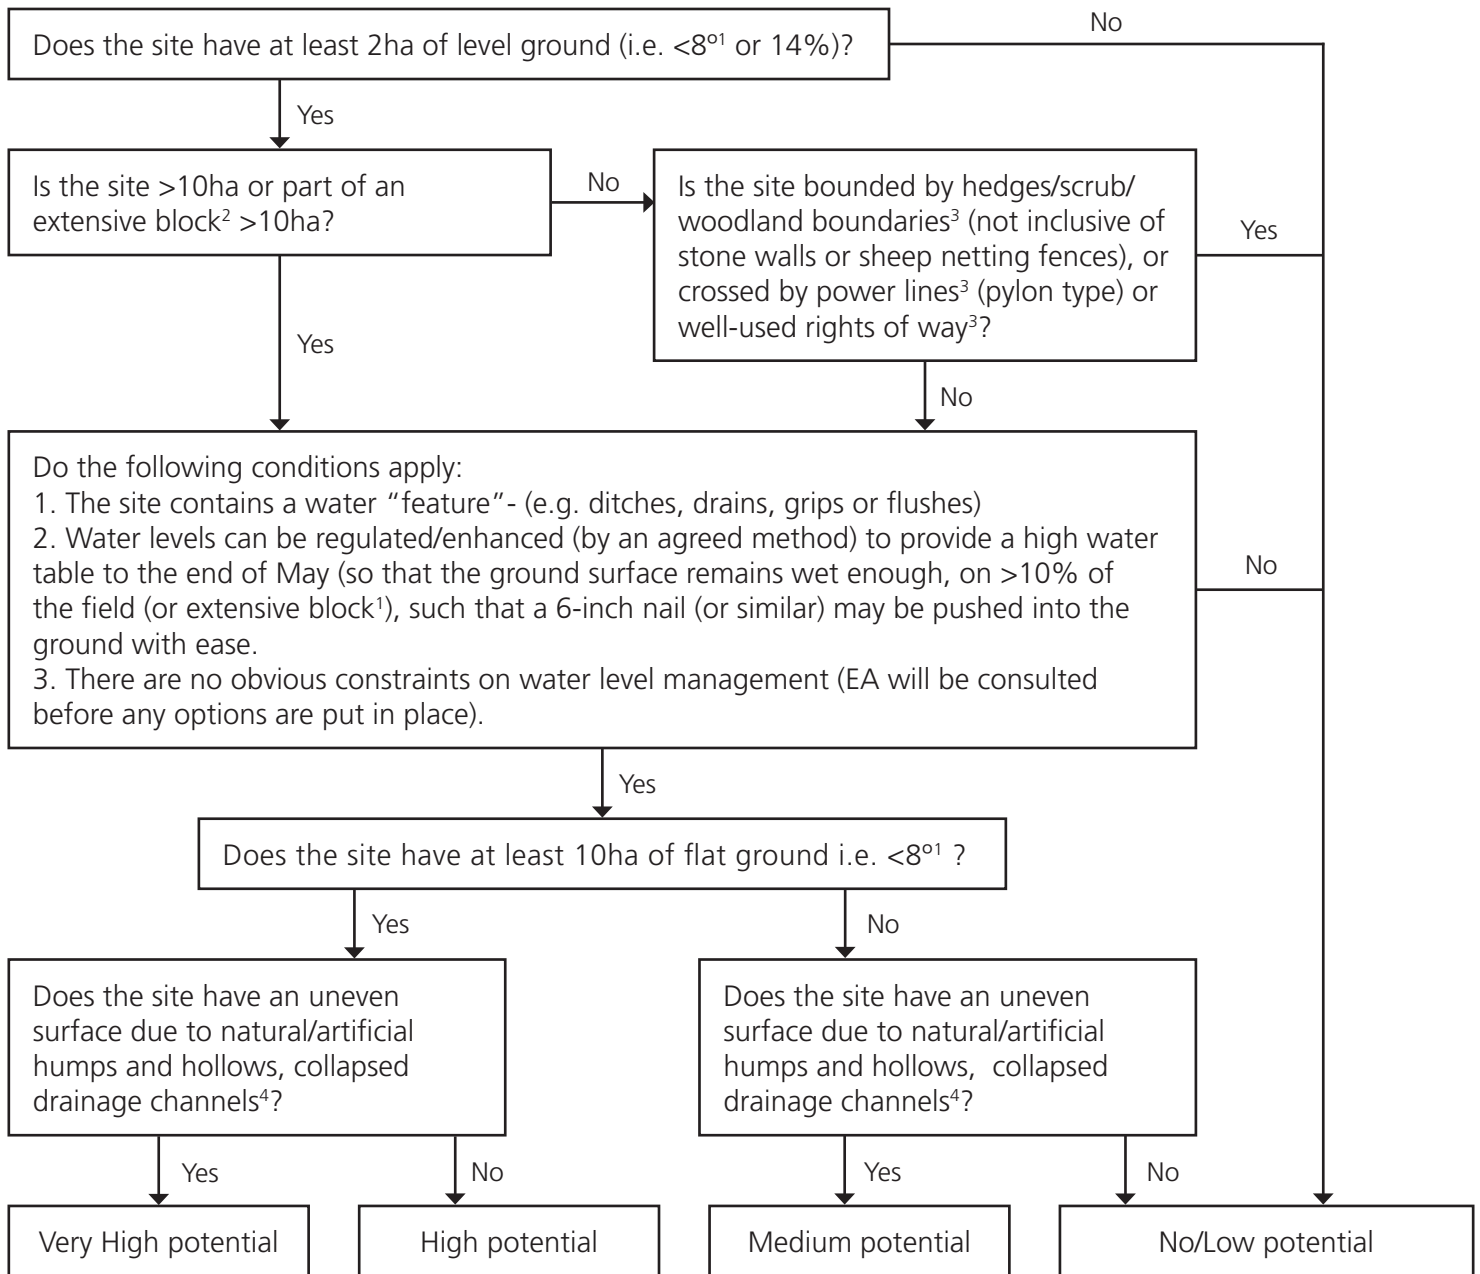 Does the site have at least 2ha of level ground (i.e. <8º¹ or 14%)?
No
Yes
Is the site >10ha or part of an
extensive block² >10ha?
No
Is the site bounded by hedges/scrub/
woodland boundaries³ (not inclusive of
stone walls or sheep netting fences), or
crossed by power lines³ (pylon type) or
well-used rights of way³?
Yes
Yes
No
Do the following conditions apply:
1. The site contains a water “feature”- (e.g. ditches, drains, grips or flushes)
2. Water levels can be regulated/enhanced (by an agreed method) to provide a high water
table to the end of May (so that the ground surface remains wet enough, on >10% of
the field (or extensive block¹), such that a 6-inch nail (or similar) may be pushed into the
ground with ease.
3. There are no obvious constraints on water level management (EA will be consulted
before any options are put in place).
No
Yes
Does the site have at least 10ha of flat ground i.e. <8º¹ ?
Yes
No
Does the site have an uneven
surface due to natural/artificial
humps and hollows, collapsed
drainage channels⁴?
Does the site have an uneven
surface due to natural/artificial
humps and hollows,  collapsed
drainage channels⁴?
Yes
No
Yes
No
Very High potential
High potential
Medium potential
No/Low potential